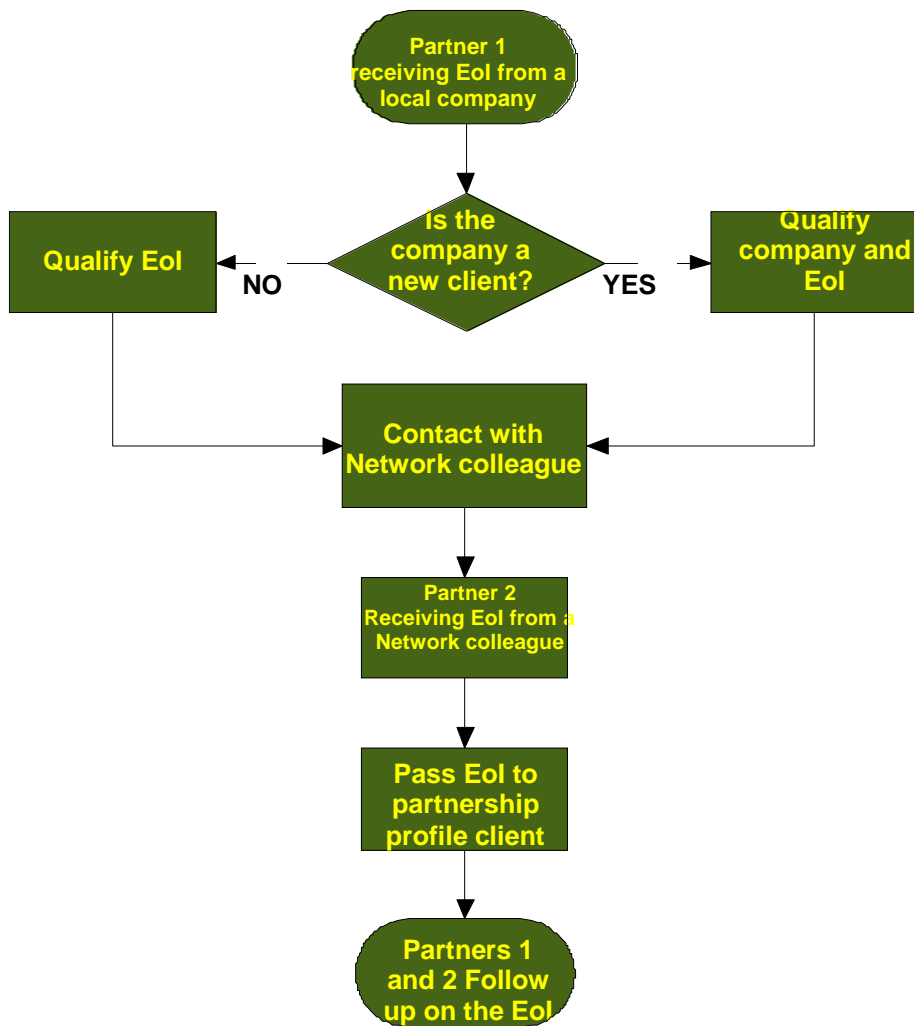 Partner 1
receiving EoI from a
local company
Is the
company a
new client?
Qualify EoI
NO
YES
Qualify
company and
EoI
Contact with
Network colleague
Partner 2
Receiving EoI from a
Network colleague
Pass EoI to
partnership
profile client
Partners 1
and 2 Follow
up on the EoI